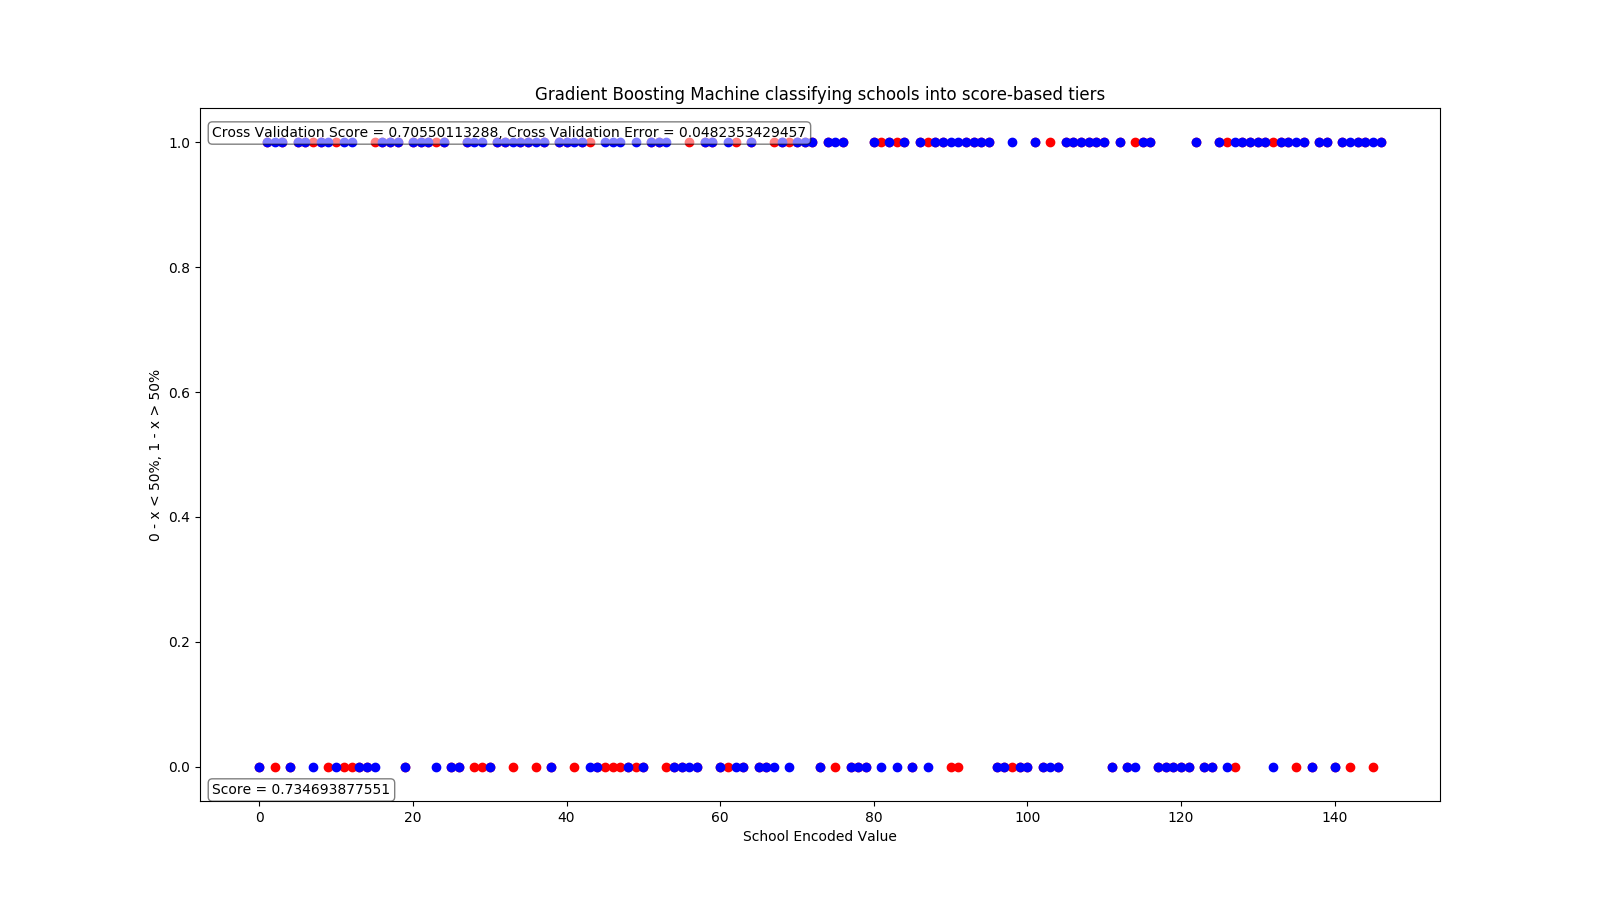 Gradient Boosting Machine classifying schools into score-based tiers
Cross Validation Score = 0.70550113288, Cross Validation Error = 0.0482353429457
1.0
0.8
0.6
0.4
0.2
0.0
0 - x < 50%, 1 - x > 50%
Score = 0.734693877551
0 20 40 60 80 100 120 140
School Encoded Value